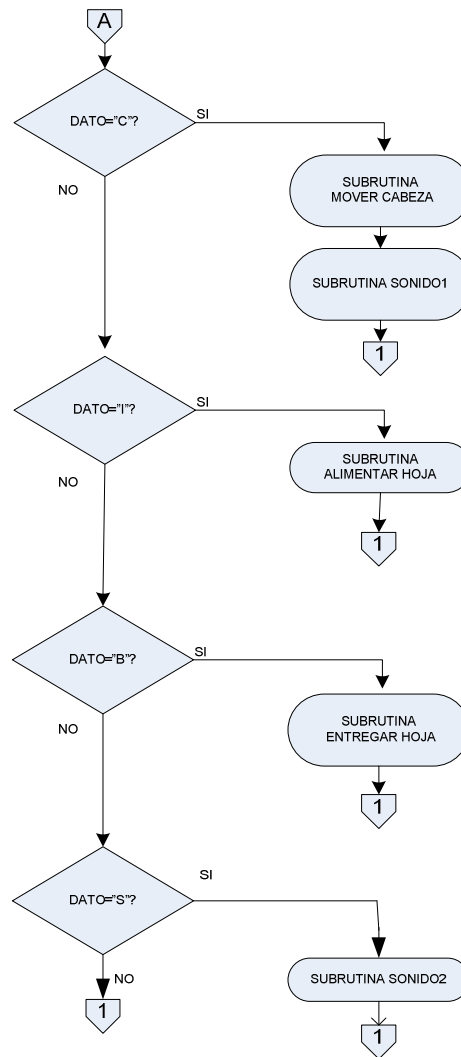 A
DATO="C"?
SI
NO
SUBRUTINA
MOVER CABEZA
SUBRUTINA SONIDO1
1
DATO="I"?
SI
NO
SUBRUTINA
ALIMENTAR HOJA
1
DATO="B"?
SI
NO
SUBRUTINA
ENTREGAR HOJA
1
DATO="S"?
SI
NO
1
SUBRUTINA SONIDO2
1